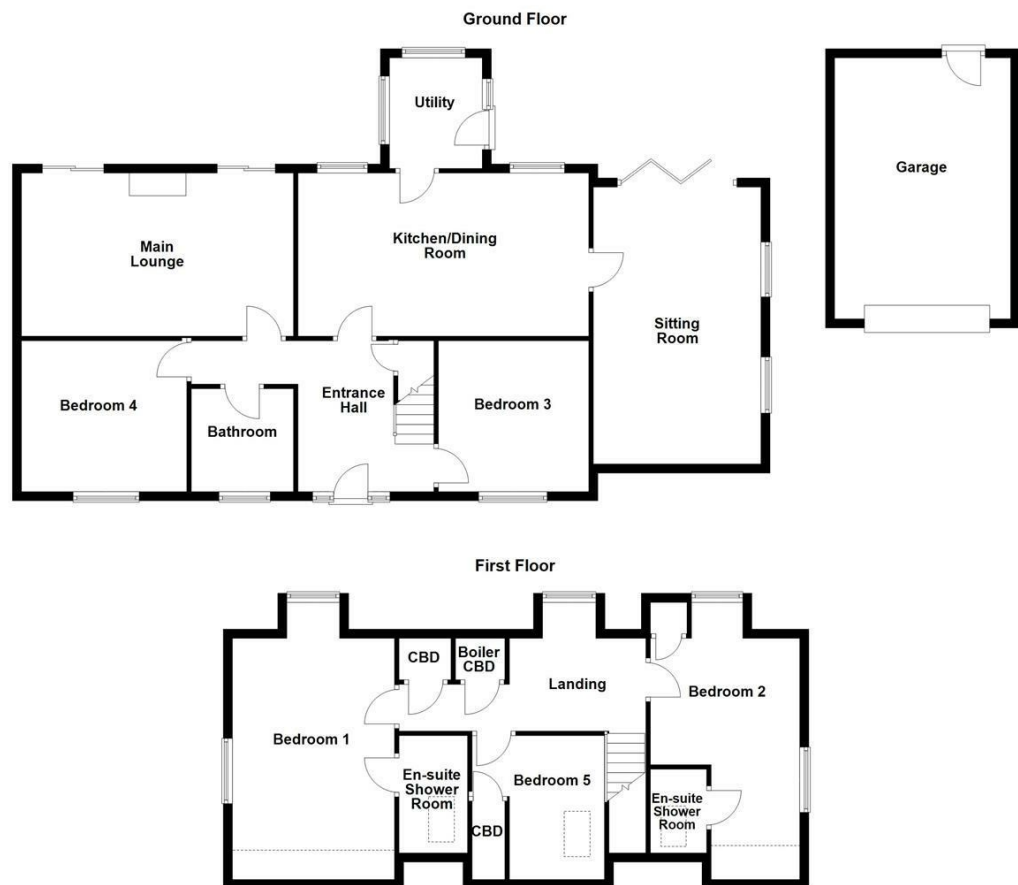 Ground Floor
Utility
Garage
Main
Lounge
Kitchen/Dining
Room
Sitting
Room
Bedroom 4
Bathroom
Entrance
Hall
Bedroom 3
First Floor
CBD
Boiler
CBD
Landing
Bedroom 2
Bedroom 1
En-suite
Shower
Room
CBD
Bedroom 5
En-suite
Shower
Room